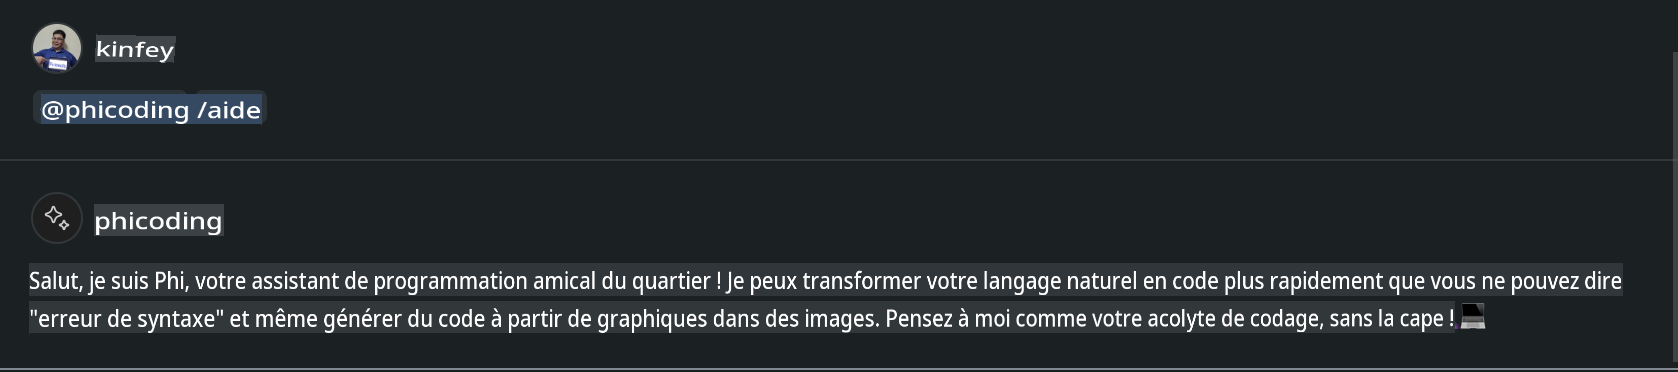 kinfey
@phicoding /aide
phicoding
Salut, je suis Phi, votre assistant de programmation amical du quartier ! Je peux transformer votre langage naturel en code plus rapidement que vous ne pouvez dire
"erreur de syntaxe" et même générer du code à partir de graphiques dans des images. Pensez à moi comme votre acolyte de codage, sans la cape !